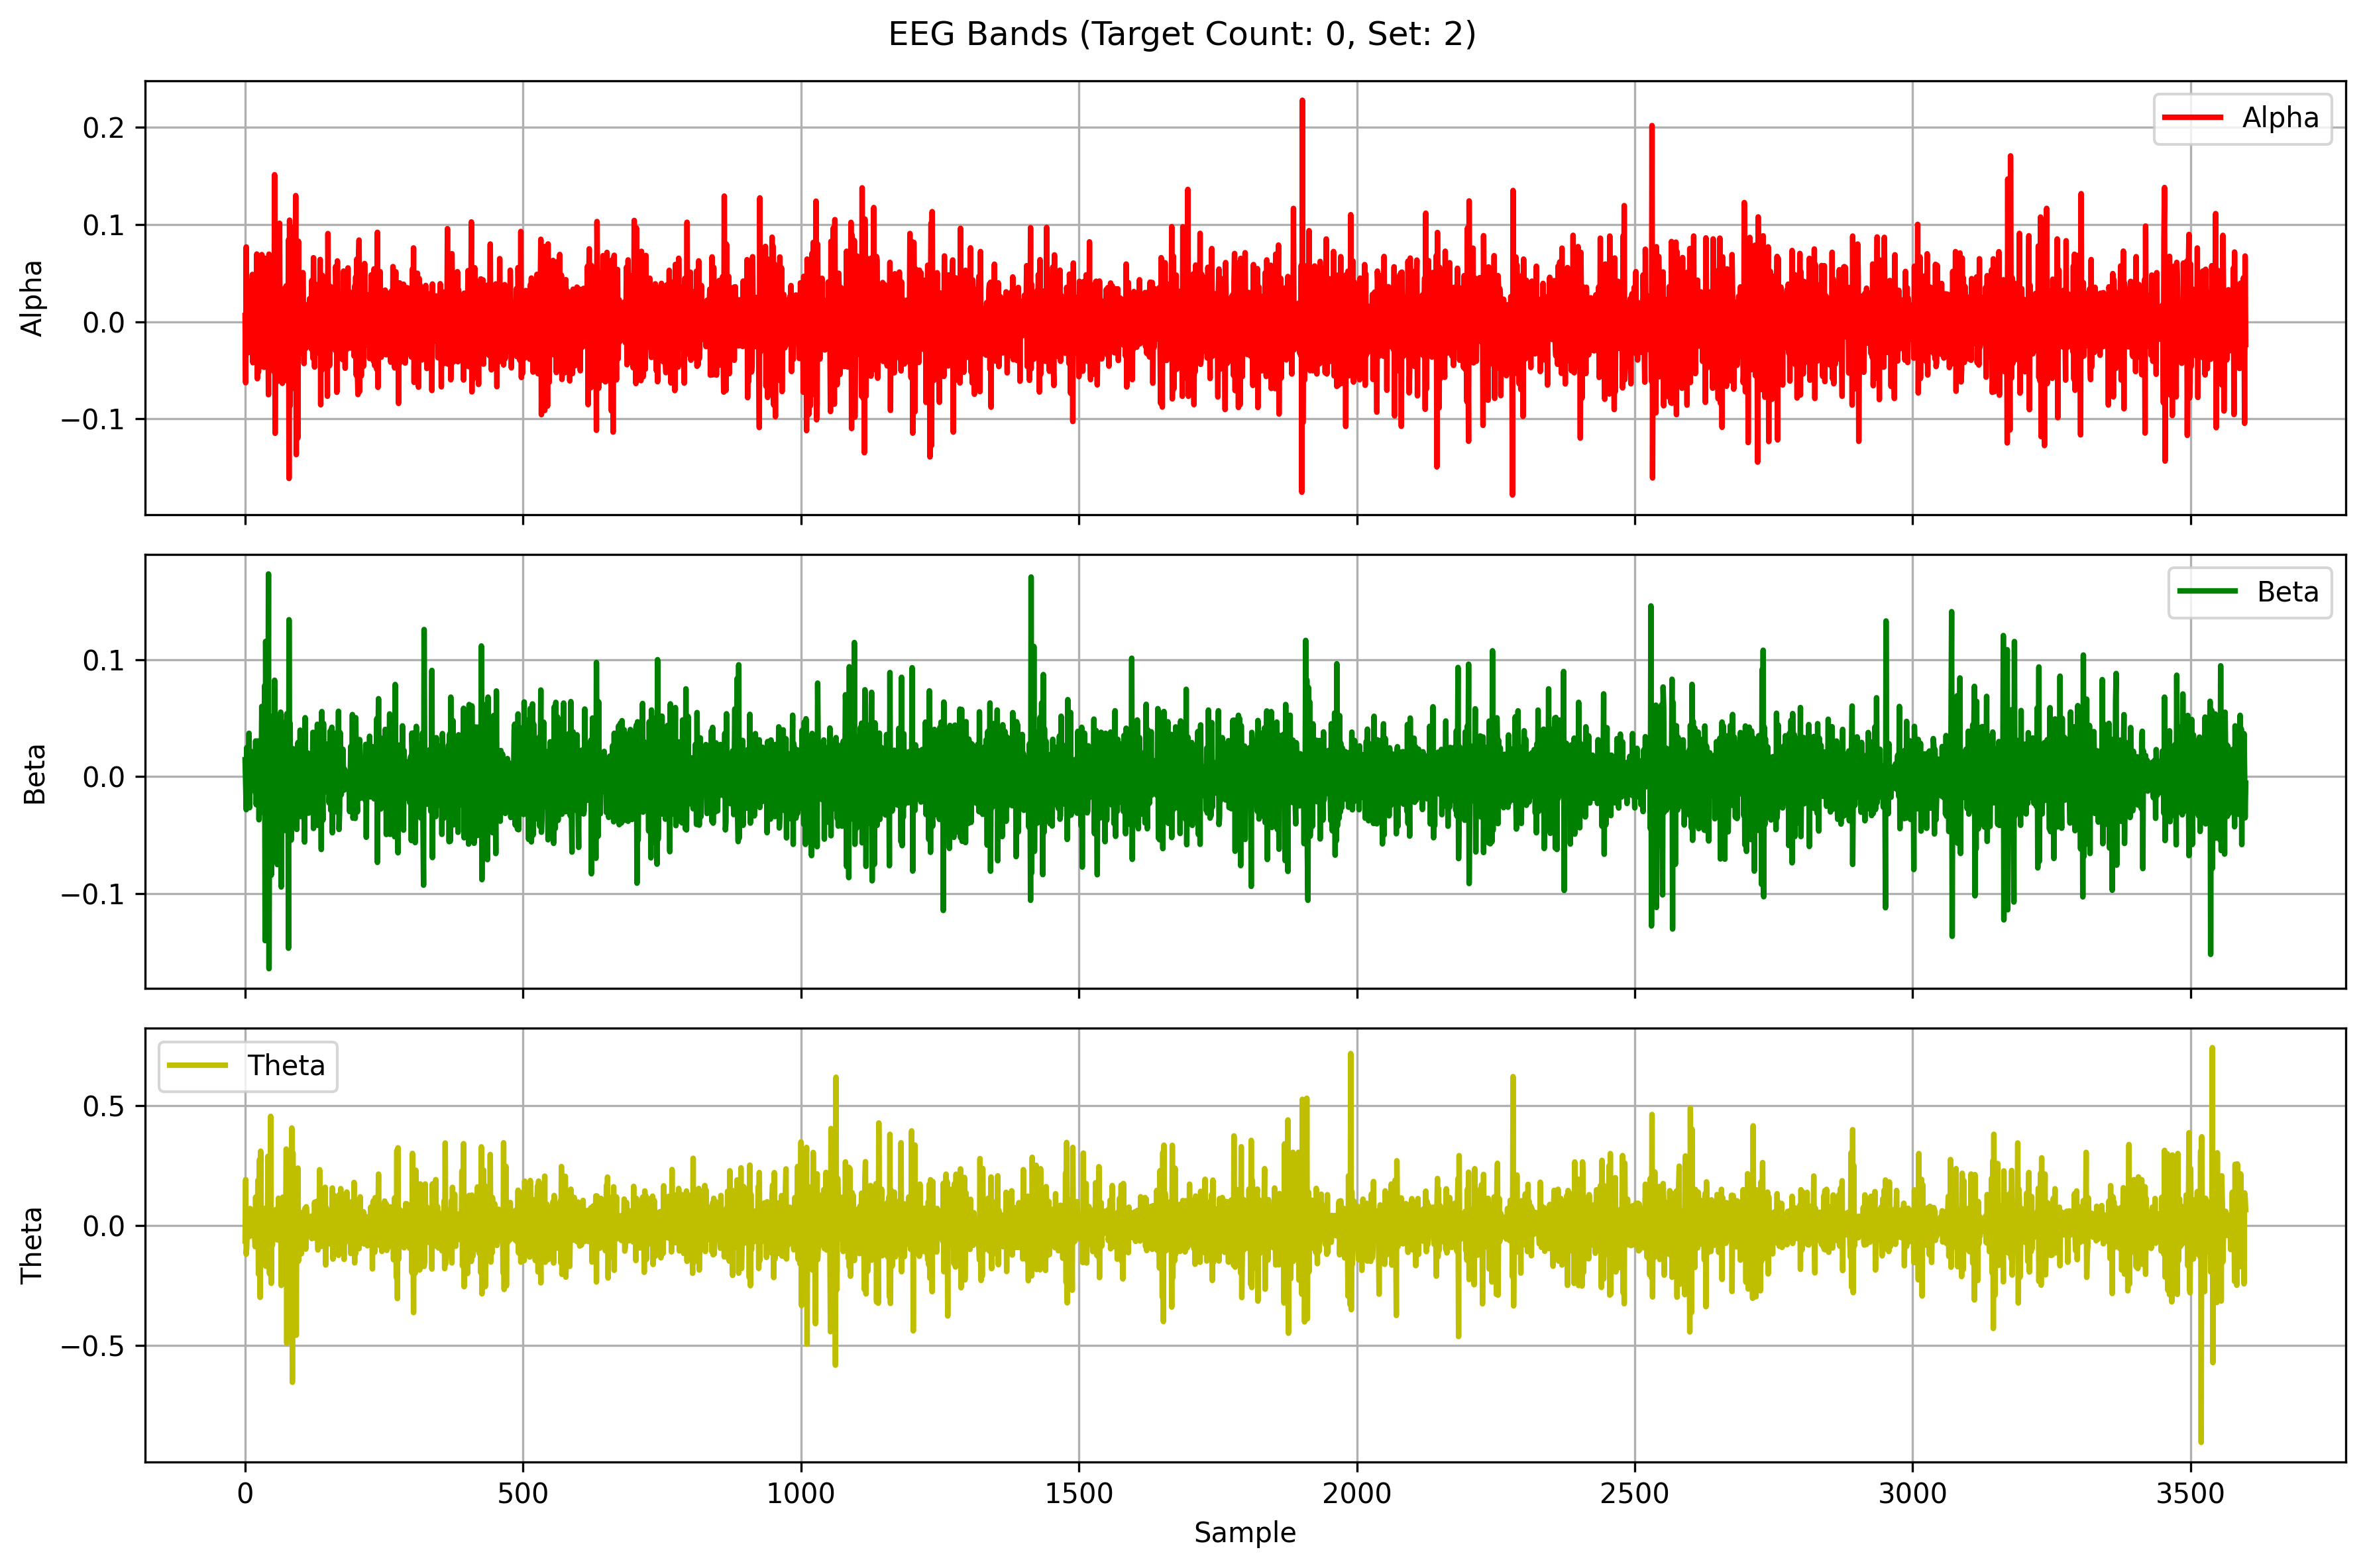 EEG Bands (Target Count: 0, Set: 2)
0.2
0.1
0.0
−0.1
Alpha
Alpha
0.1
0.0
−0.1
Beta
Beta
0.5
0.0
−0.5
Theta
Theta
0 500 1000 1500 2000 2500 3000 3500
Sample